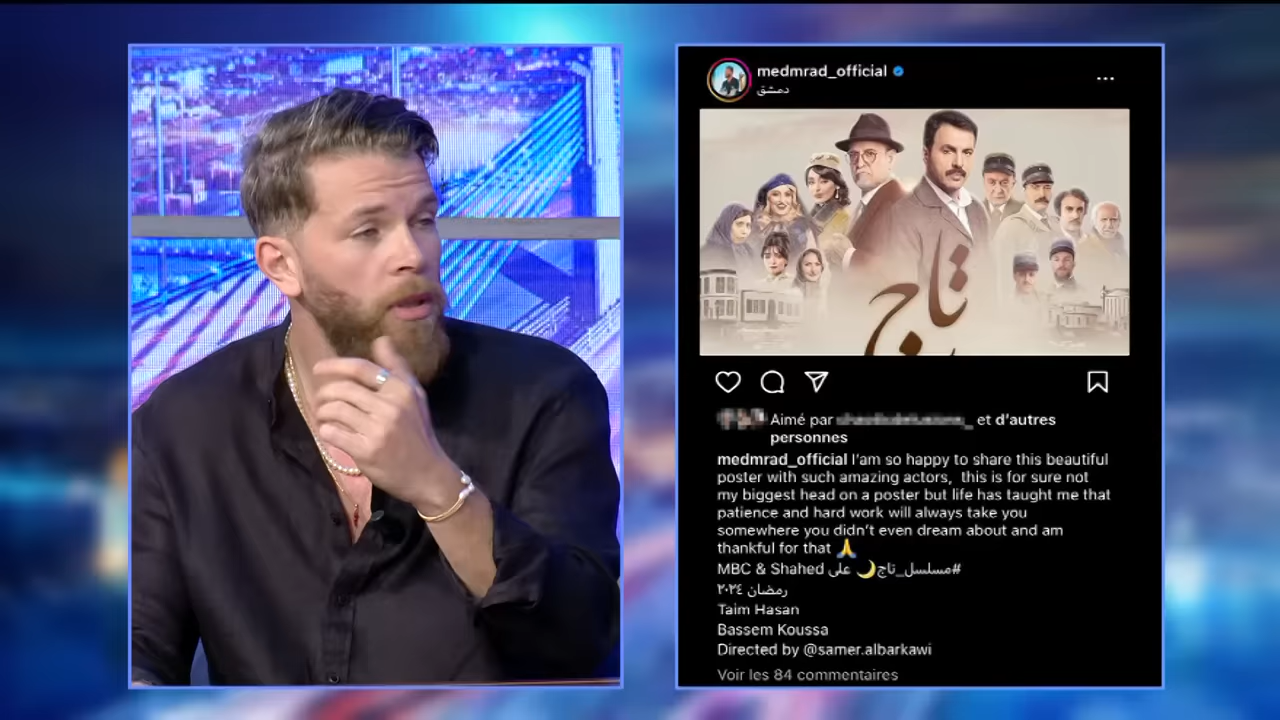 medmrad_official
دمشق
تاج
Aimé par et d'autres
personnes
medmrad_official I'am so happy to share this beautiful
poster with such amazing actors, this is for sure not
my biggest head on a poster but life has taught me that
patience and hard work will always take you
somewhere you didn't even dream about and am
thankful for that 🙏
#مسلسل_تاج🌙 على MBC & Shahed
رمضان ٢٠٢٤
Taim Hasan
Bassem Koussa
Directed by @samer.albarkawi
Voir les 84 commentaires